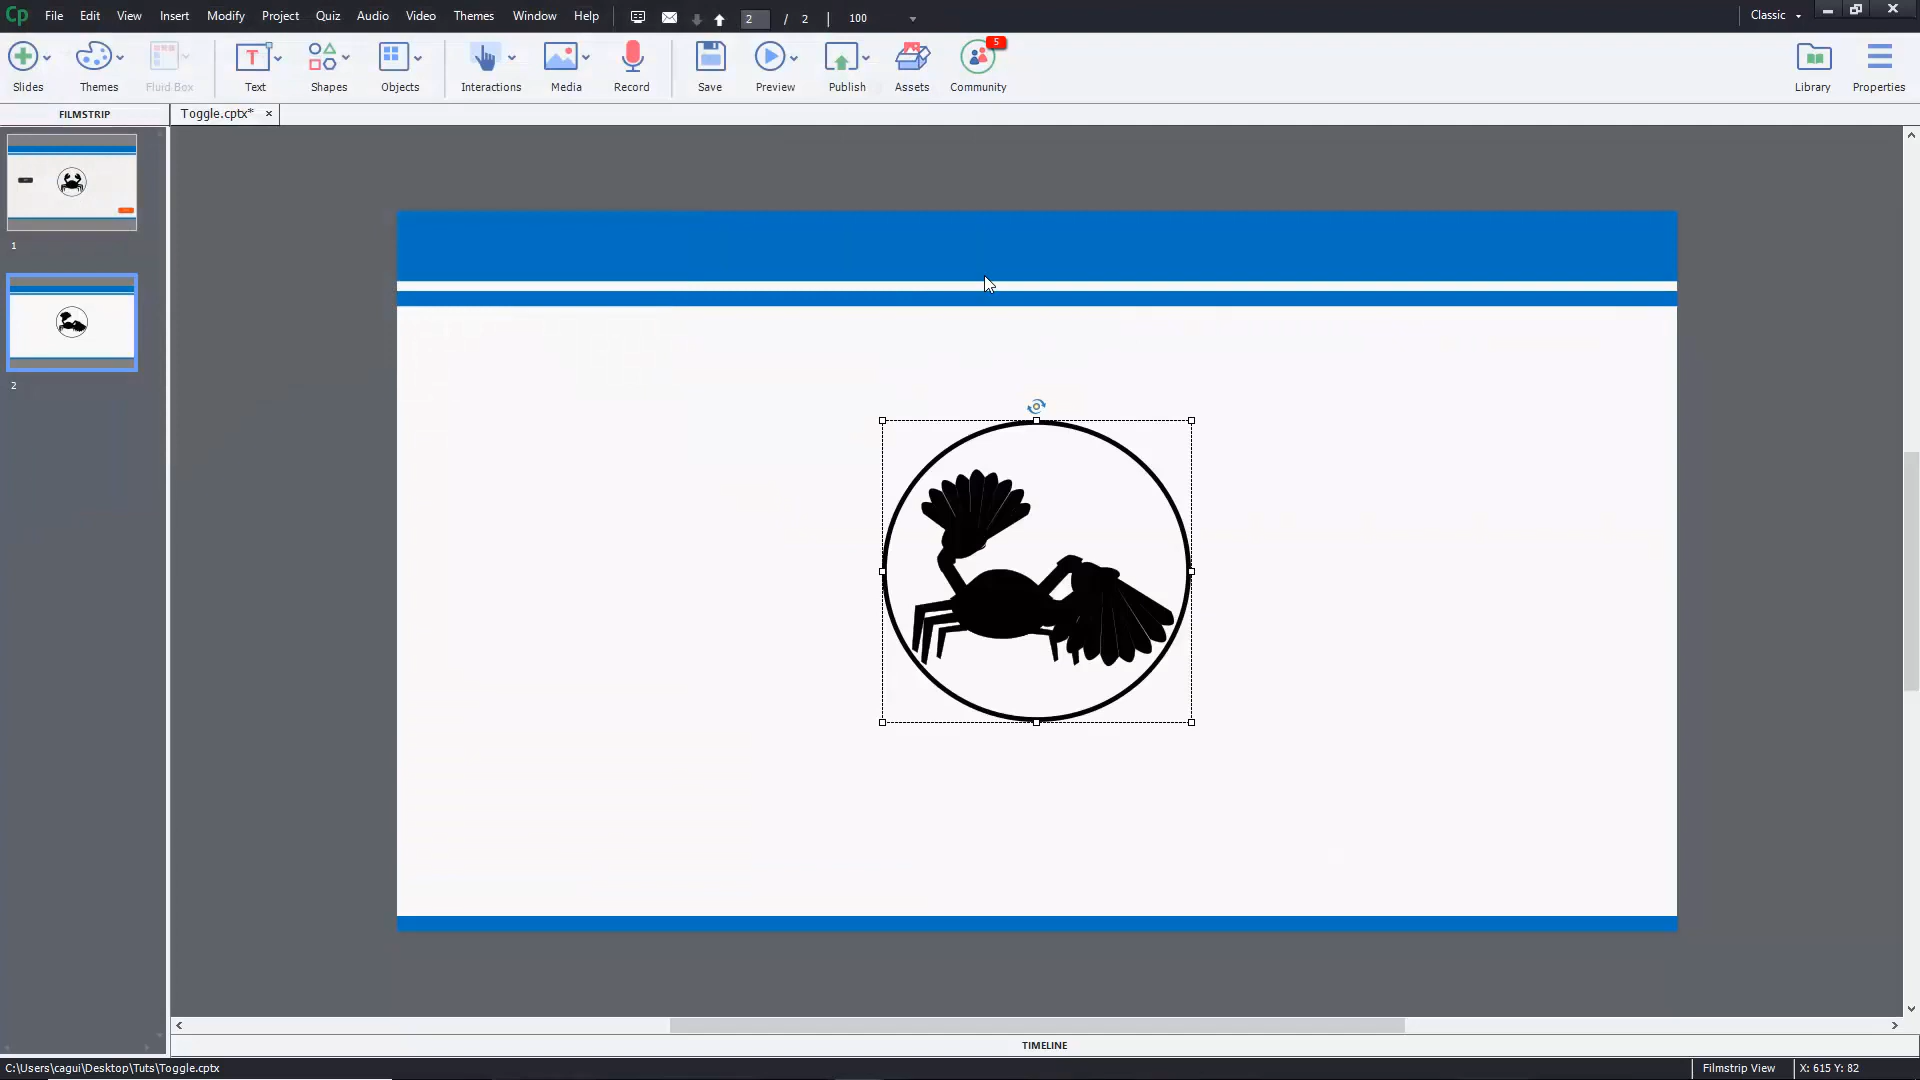 Cp File Edit View Insert Modify Project Quiz Audio Video Themes Window Help 2 / 2 | 100 Classic
Slides Themes Fluid Box T Text Shapes Objects Interactions Media Record Save Preview Publish Assets 5 Community Library Properties
FILMSTRIP Toggle.cptx* ×
1
2
TIMELINE
C:\Users\cagui\Desktop\Tuts\Toggle.cptx Filmstrip View X: 615 Y: 82